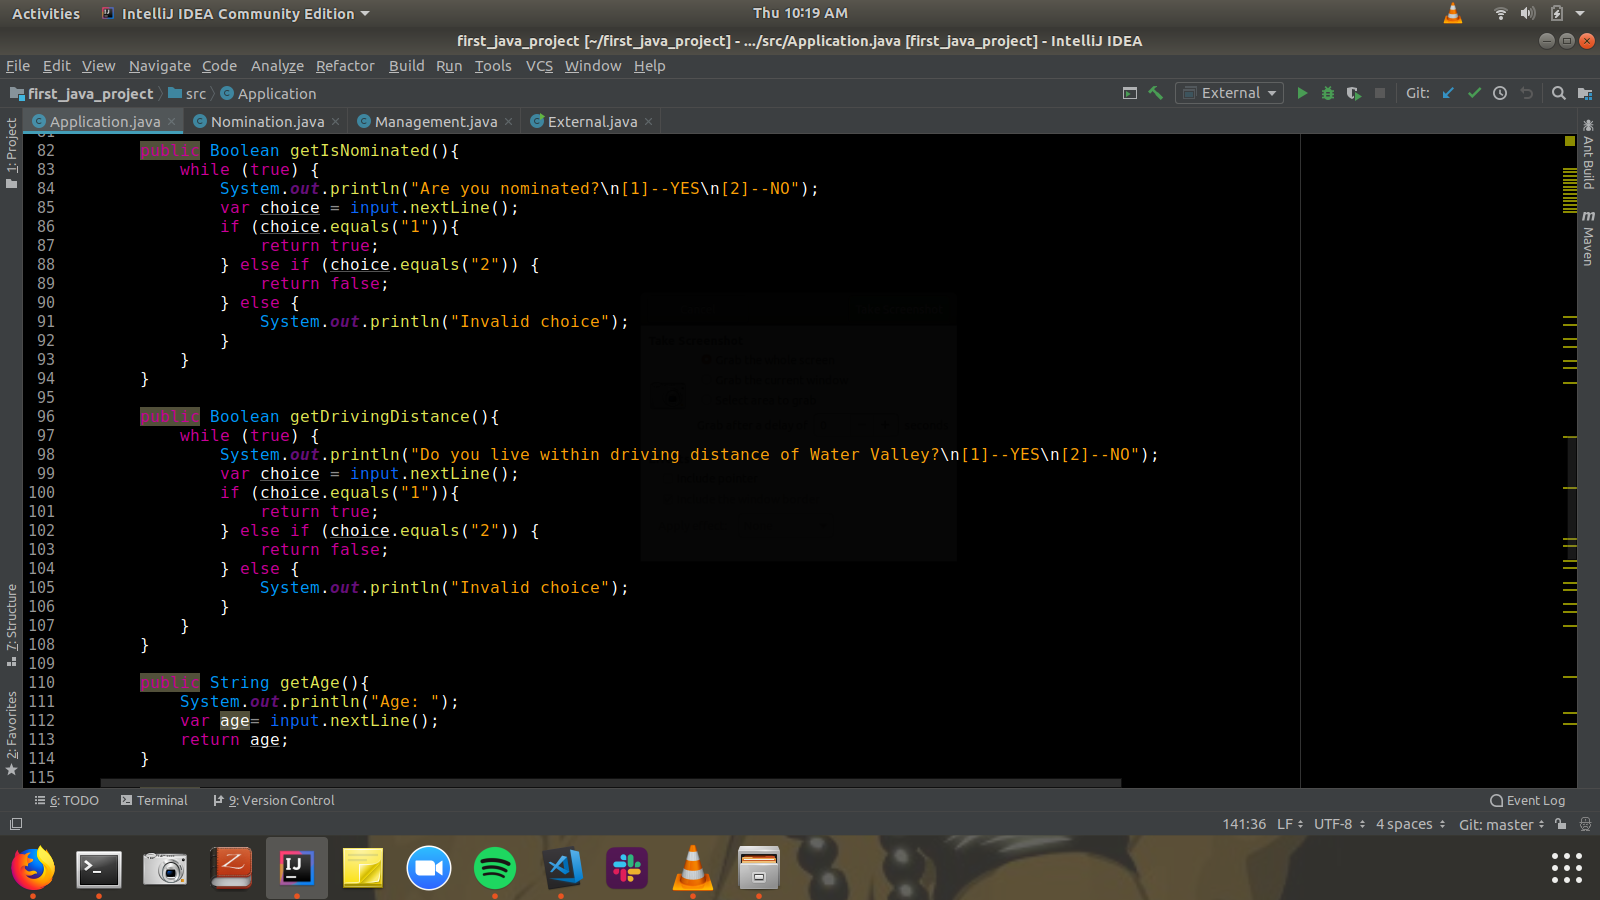 Activities IntelliJ IDEA Community Edition Thu 10:19 AM
first_java_project [~/first_java_project] - .../src/Application.java [first_java_project] - IntelliJ IDEA
File Edit View Navigate Code Analyze Refactor Build Run Tools VCS Window Help
first_java_project src Application External Git:
Application.java Nomination.java Management.java External.java
1: Project
7: Structure
2: Favorites
82 public Boolean getIsNominated(){
83 while (true) {
84 System.out.println("Are you nominated?\n[1]--YES\n[2]--NO");
85 var choice = input.nextLine();
86 if (choice.equals("1")){
87 return true;
88 } else if (choice.equals("2")) {
89 return false;
90 } else {
91 System.out.println("Invalid choice");
92 }
93 }
94 }
95
96 public Boolean getDrivingDistance(){
97 while (true) {
98 System.out.println("Do you live within driving distance of Water Valley?\n[1]--YES\n[2]--NO");
99 var choice = input.nextLine();
100 if (choice.equals("1")){
101 return true;
102 } else if (choice.equals("2")) {
103 return false;
104 } else {
105 System.out.println("Invalid choice");
106 }
107 }
108 }
109
110 public String getAge(){
111 System.out.println("Age: ");
112 var age= input.nextLine();
113 return age;
114 }
115
Ant Build
Maven
6: TODO Terminal 9: Version Control Event Log
141:36 LF UTF-8 4 spaces Git: master